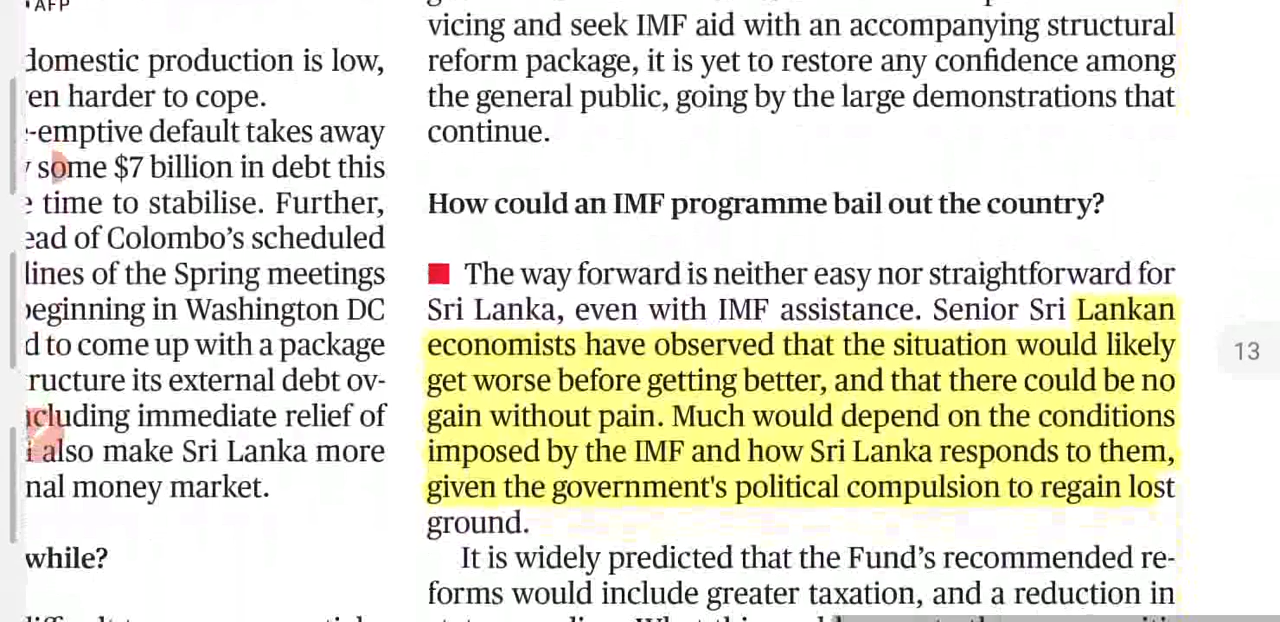 AFP
domestic production is low,
harder to cope.
-emptive default takes away
some $7 billion in debt this
time to stabilise. Further,
of Colombo's scheduled
lines of the Spring meetings
beginning in Washington DC
to come up with a package
its external debt ov-
including immediate relief of
also make Sri Lanka more
money market.
while?
vicing and seek IMF aid with an accompanying structural
reform package, it is yet to restore any confidence among
the general public, going by the large demonstrations that
continue.
How could an IMF programme bail out the country?
The way forward is neither easy nor straightforward for
Sri Lanka, even with IMF assistance. Senior Sri Lankan
economists have observed that the situation would likely
get worse before getting better, and that there could be no
gain without pain. Much would depend on the conditions
imposed by the IMF and how Sri Lanka responds to them,
given the government's political compulsion to regain lost
ground.
It is widely predicted that the Fund's recommended re-
forms would include greater taxation, and a reduction in
13